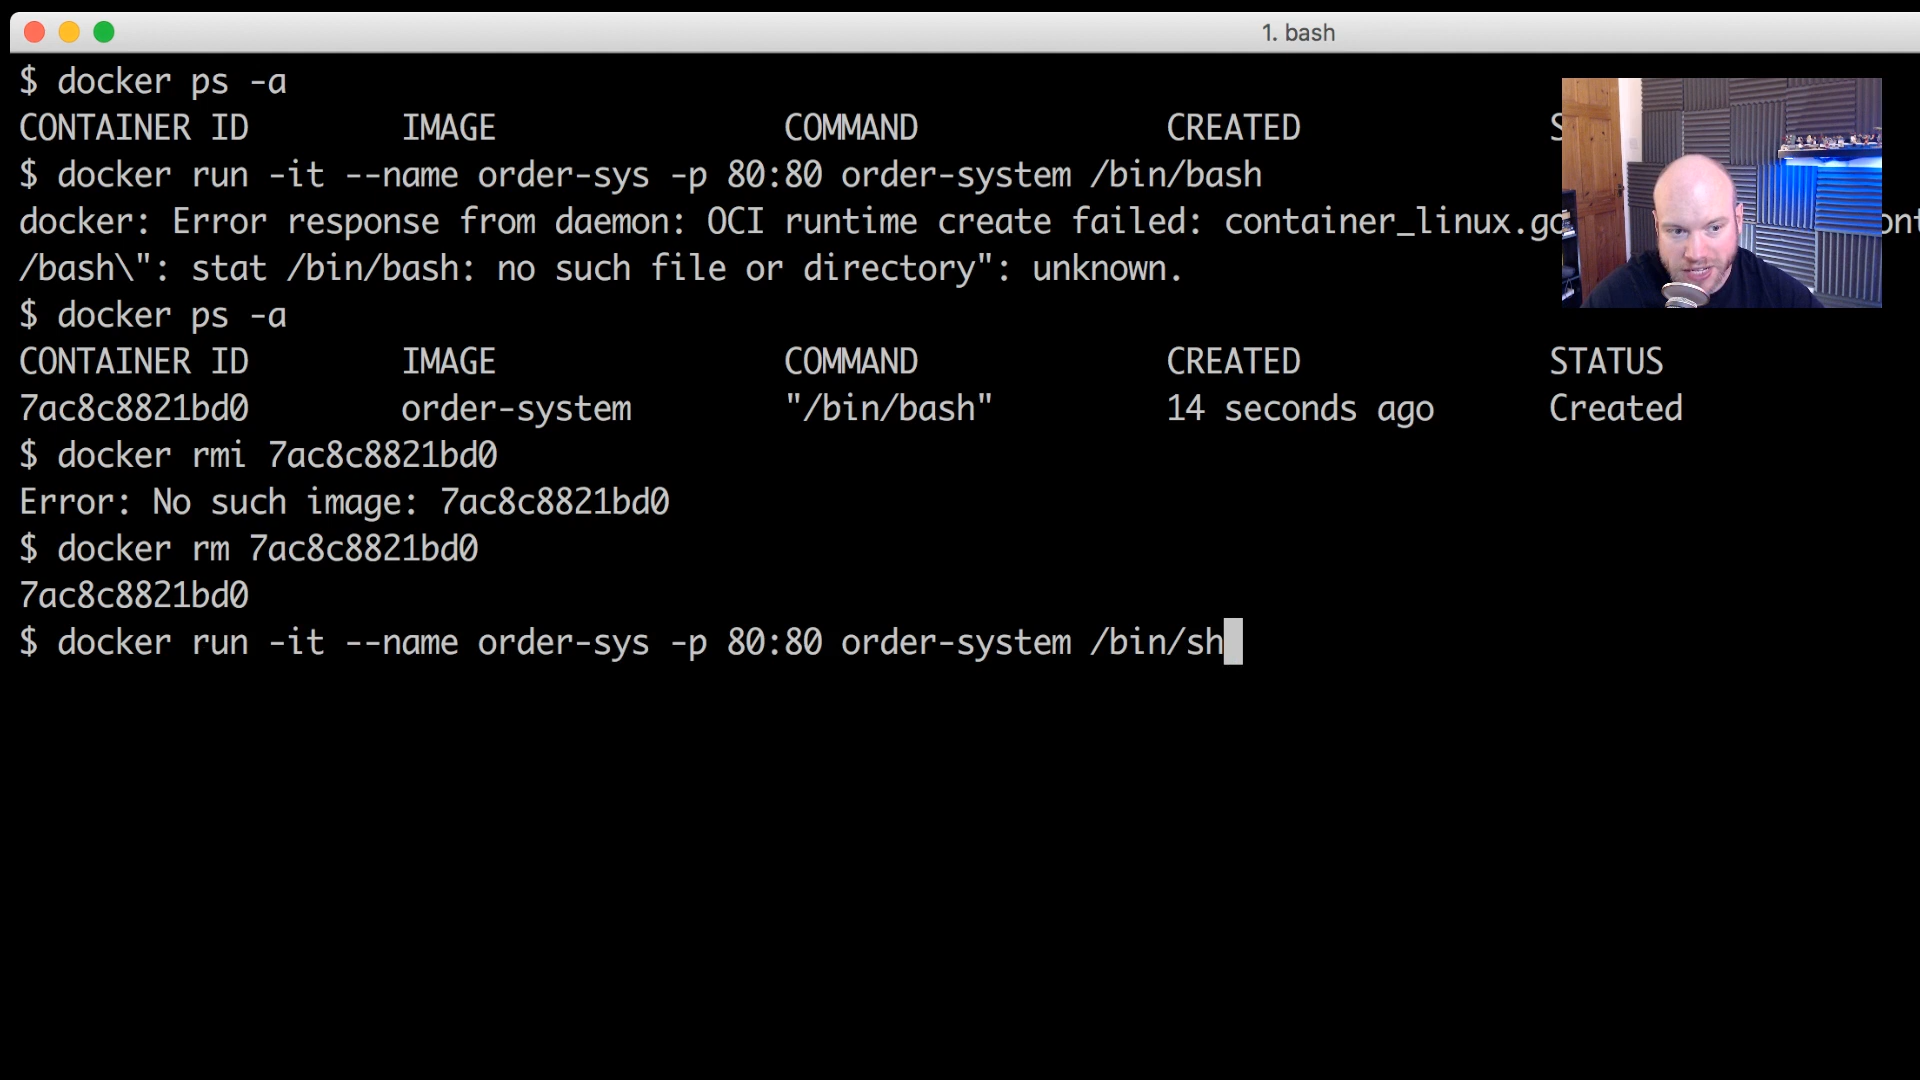 1. bash
$ docker ps -a
CONTAINER ID IMAGE COMMAND CREATED
$ docker run -it --name order-sys -p 80:80 order-system /bin/bash
docker: Error response from daemon: OCI runtime create failed: container_linux.go
/bash\": stat /bin/bash: no such file or directory": unknown.
$ docker ps -a
CONTAINER ID IMAGE COMMAND CREATED STATUS
7ac8c8821bd0 order-system "/bin/bash" 14 seconds ago Created
$ docker rmi 7ac8c8821bd0
Error: No such image: 7ac8c8821bd0
$ docker rm 7ac8c8821bd0
7ac8c8821bd0
$ docker run -it --name order-sys -p 80:80 order-system /bin/sh